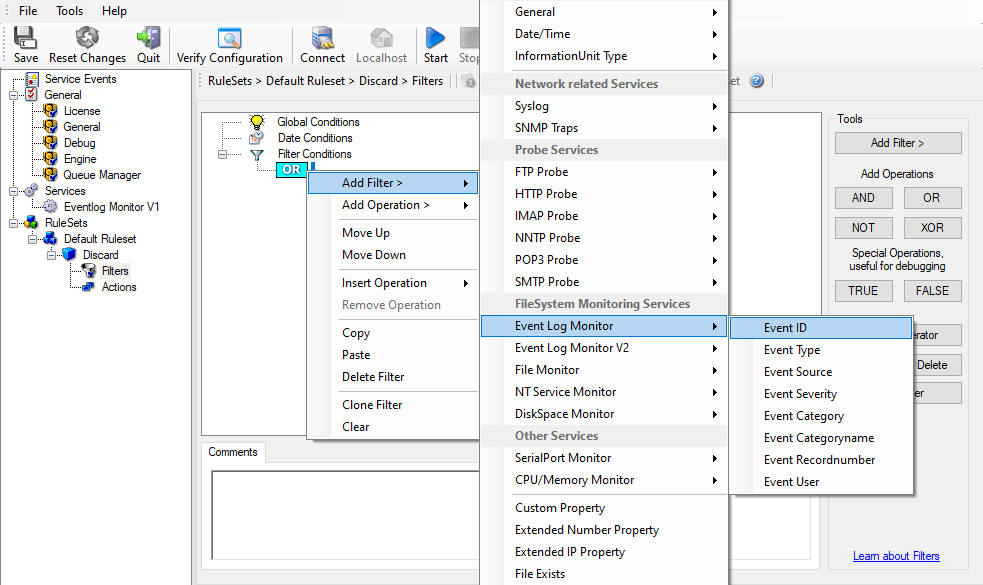 File Tools Help
Save Reset Changes Quit Verify Configuration Connect Localhost Start Stop
RuleSets > Default Ruleset > Discard > Filters
Service Events
General
License
General
Debug
Engine
Queue Manager
Services
Eventlog Monitor V1
RuleSets
Default Ruleset
Discard
Filters
Actions
Global Conditions
Date Conditions
Filter Conditions
OR
Add Filter >
Add Operation >
Move Up
Move Down
Insert Operation
Remove Operation
Copy
Paste
Delete Filter
Clone Filter
Clear
Comments
General
Date/Time
InformationUnit Type
Network related Services
Syslog
SNMP Traps
Probe Services
FTP Probe
HTTP Probe
IMAP Probe
NNTP Probe
POP3 Probe
SMTP Probe
FileSystem Monitoring Services
Event Log Monitor
Event Log Monitor V2
File Monitor
NT Service Monitor
DiskSpace Monitor
Other Services
SerialPort Monitor
CPU/Memory Monitor
Custom Property
Extended Number Property
Extended IP Property
File Exists
Event ID
Event Type
Event Source
Event Severity
Event Category
Event Categoryname
Event Recordnumber
Event User
Tools
Add Filter >
Add Operations
AND OR
NOT XOR
Special Operations,
useful for debugging
TRUE FALSE
Delete
Learn about Filters